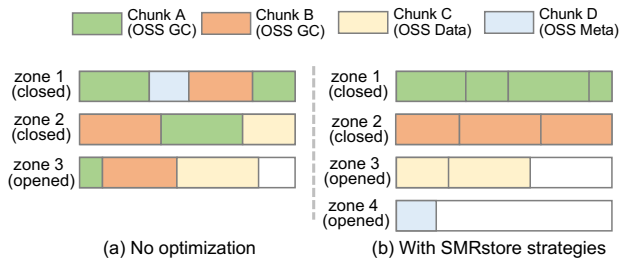 Chunk A
(OSS GC)
Chunk B
(OSS GC)
Chunk C
(OSS Data)
Chunk D
(OSS Meta)
zone 1
(closed)
zone 2
(closed)
zone 3
(opened)
(a) No optimization
zone 1
(closed)
zone 2
(closed)
zone 3
(opened)
zone 4
(opened)
(b) With SMRstore strategies